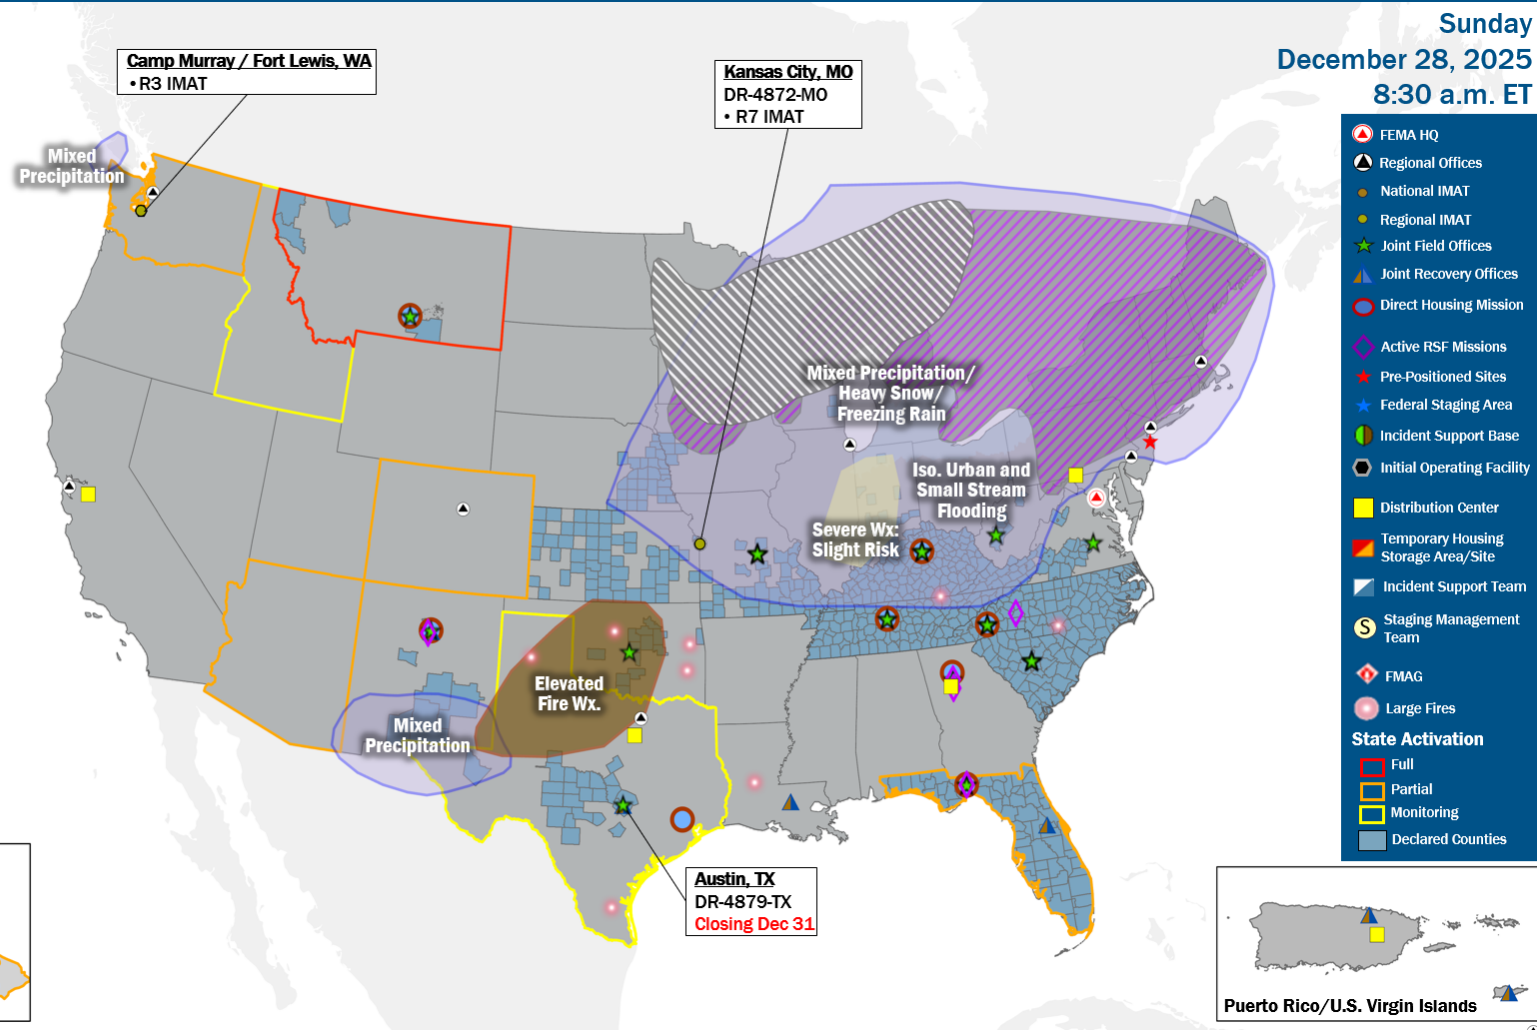 Sunday
December 28, 2025
8:30 a.m. ET
Camp Murray / Fort Lewis, WA
• R3 IMAT
Kansas City, MO
DR-4872-MO
• R7 IMAT
Mixed
Precipitation
Mixed Precipitation/
Heavy Snow/
Freezing Rain
Iso. Urban and
Small Stream
Flooding
Severe Wx:
Slight Risk
Elevated
Fire Wx.
Mixed
Precipitation
Austin, TX
DR-4879-TX
Closing Dec 31
FEMA HQ
Regional Offices
National IMAT
Regional IMAT
Joint Field Offices
Joint Recovery Offices
Direct Housing Mission
Active RSF Missions
Pre-Positioned Sites
Federal Staging Area
Incident Support Base
Initial Operating Facility
Distribution Center
Temporary Housing
Storage Area/Site
Incident Support Team
S
Staging Management
Team
FMAG
Large Fires
State Activation
Full
Partial
Monitoring
Declared Counties
Puerto Rico/U.S. Virgin Islands